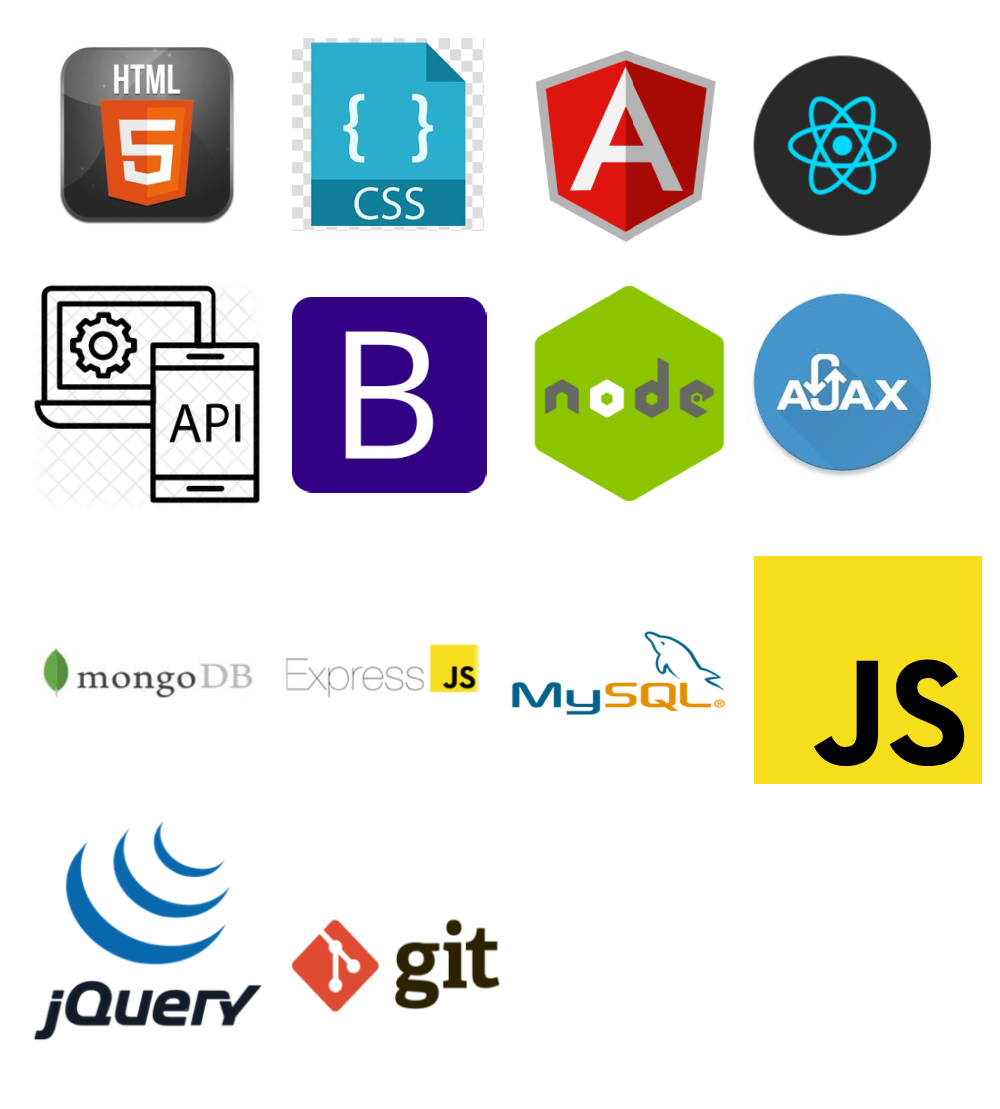 HTML
5
{ }
CSS
A
API
B
node
AJAX
mongoDB
Express JS
MySQL®
JS
jQuery
git